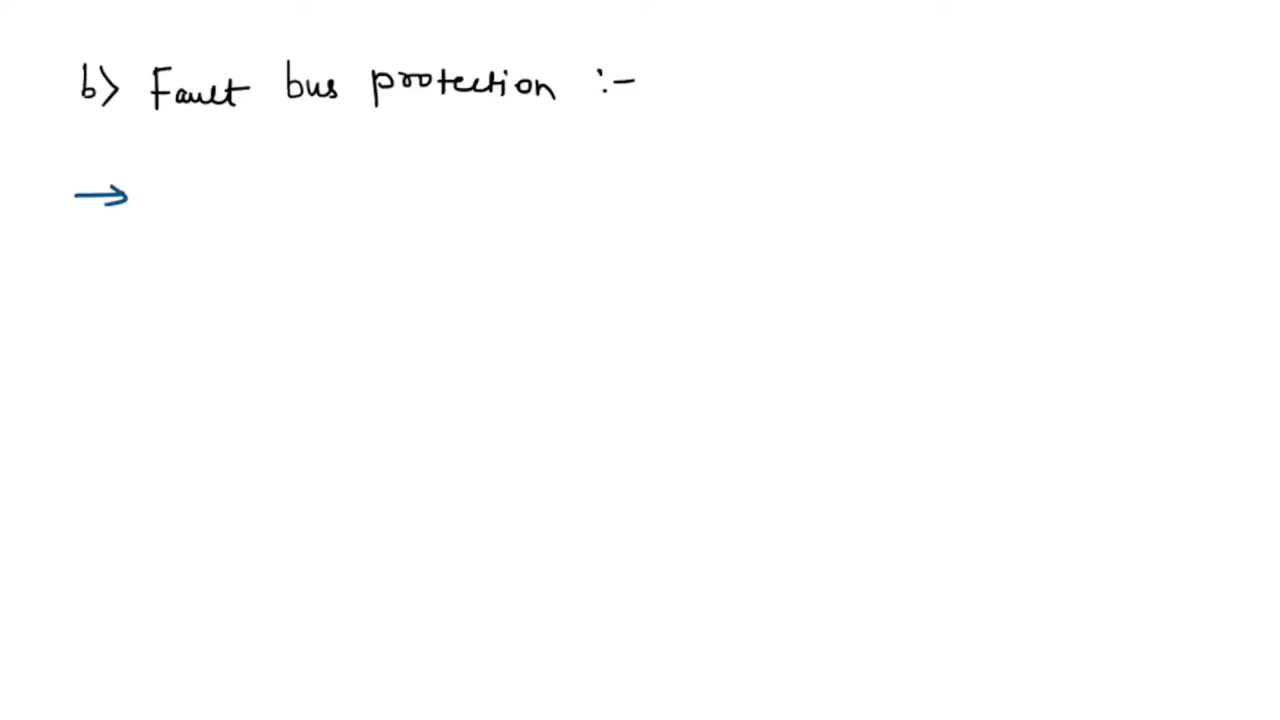 b) Fault bus protection :-
→